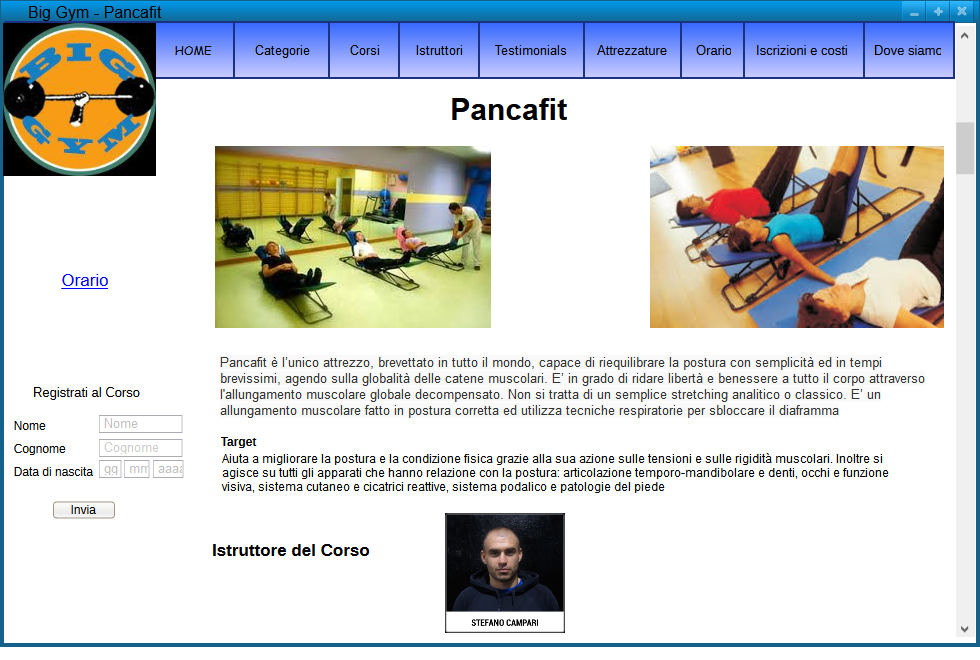 Big Gym - Pancafit
BIG
GYM
HOME
Categorie
Corsi
Istruttori
Testimonials
Attrezzature
Orario
Iscrizioni e costi
Dove siamo
Pancafit
Orario
Registrati al Corso
Nome
Nome
Cognome
Cognome
Data di nascita
gg
mm
aaaa
Invia
Pancafit è l’unico attrezzo, brevettato in tutto il mondo, capace di riequilibrare la postura con semplicità ed in tempi
brevissimi, agendo sulla globalità delle catene muscolari. E’ in grado di ridare libertà e benessere a tutto il corpo attraverso
l'allungamento muscolare globale decompensato. Non si tratta di un semplice stretching analitico o classico. E’ un
allungamento muscolare fatto in postura corretta ed utilizza tecniche respiratorie per sbloccare il diaframma
Target
Aiuta a migliorare la postura e la condizione fisica grazie alla sua azione sulle tensioni e sulle rigidità muscolari. Inoltre si
agisce su tutti gli apparati che hanno relazione con la postura: articolazione temporo-mandibolare e denti, occhi e funzione
visiva, sistema cutaneo e cicatrici reattive, sistema podalico e patologie del piede
Istruttore del Corso
STEFANO CAMPARI